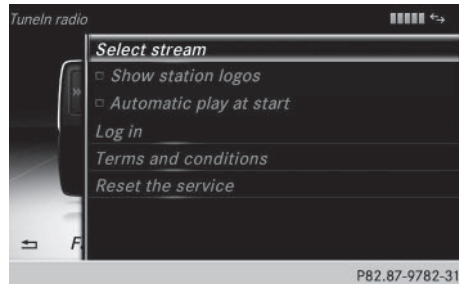 TuneIn radio
Select stream
Show station logos
Automatic play at start
Log in
Terms and conditions
Reset the service
F
P82.87-9782-31